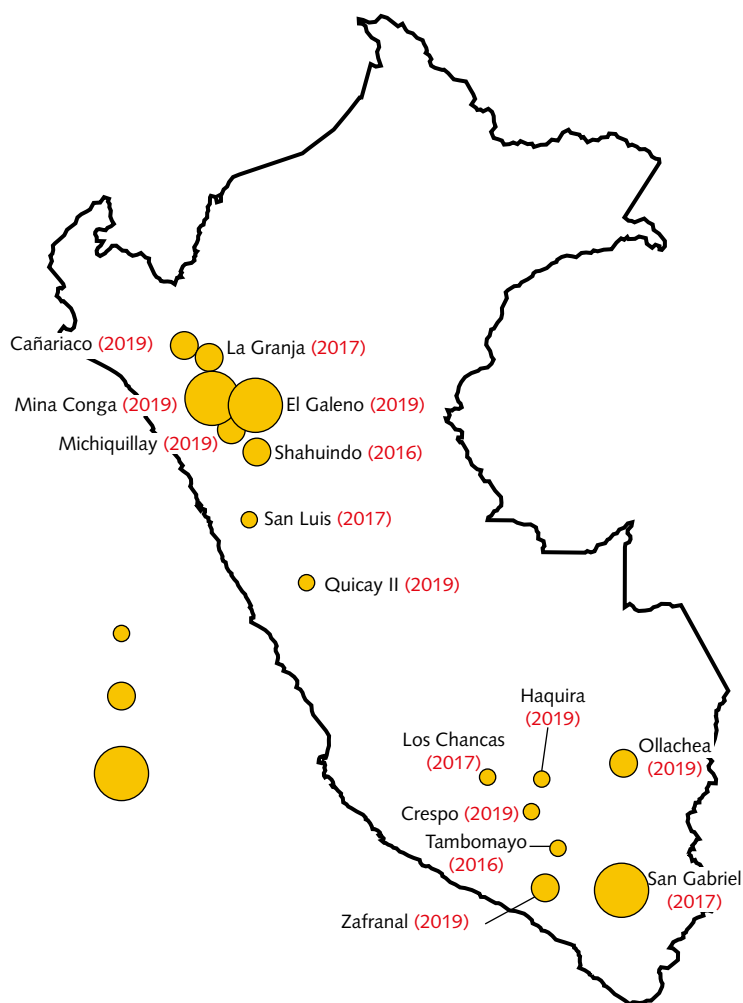 Cañariaco (2019)
La Granja (2017)
Mina Conga (2019)
El Galeno (2019)
Michiquillay (2019)
Shahuindo (2016)
San Luis (2017)
Quicay II (2019)
Haquira
(2019)
Los Chancas
(2017)
Ollachea
(2019)
Crespo (2019)
Tambomayo
(2016)
San Gabriel
(2017)
Zafranal (2019)